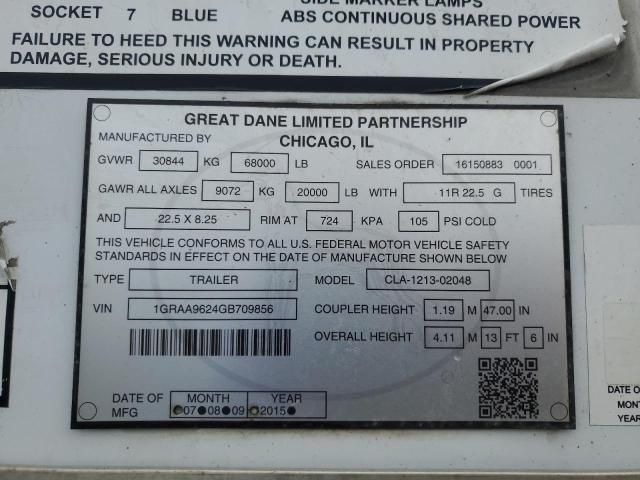 SIDE MARKER LAMPS
SOCKET 7 BLUE ABS CONTINUOUS SHARED POWER
FAILURE TO HEED THIS WARNING CAN RESULT IN PROPERTY
DAMAGE, SERIOUS INJURY OR DEATH.
GREAT DANE LIMITED PARTNERSHIP
MANUFACTURED BY CHICAGO, IL
GVWR 30844 KG 68000 LB SALES ORDER 16150883 0001
GAWR ALL AXLES 9072 KG 20000 LB WITH 11R 22.5 G TIRES
AND 22.5 X 8.25 RIM AT 724 KPA 105 PSI COLD
THIS VEHICLE CONFORMS TO ALL U.S. FEDERAL MOTOR VEHICLE SAFETY
STANDARDS IN EFFECT ON THE DATE OF MANUFACTURE SHOWN BELOW
TYPE TRAILER MODEL CLA-1213-02048
VIN 1GRAA9624GB709856 COUPLER HEIGHT 1.19 M 47.00 IN
OVERALL HEIGHT 4.11 M 13 FT 6 IN
DATE OF MFG MONTH YEAR
07 08 09 2015
DATE O
MON
YEAR